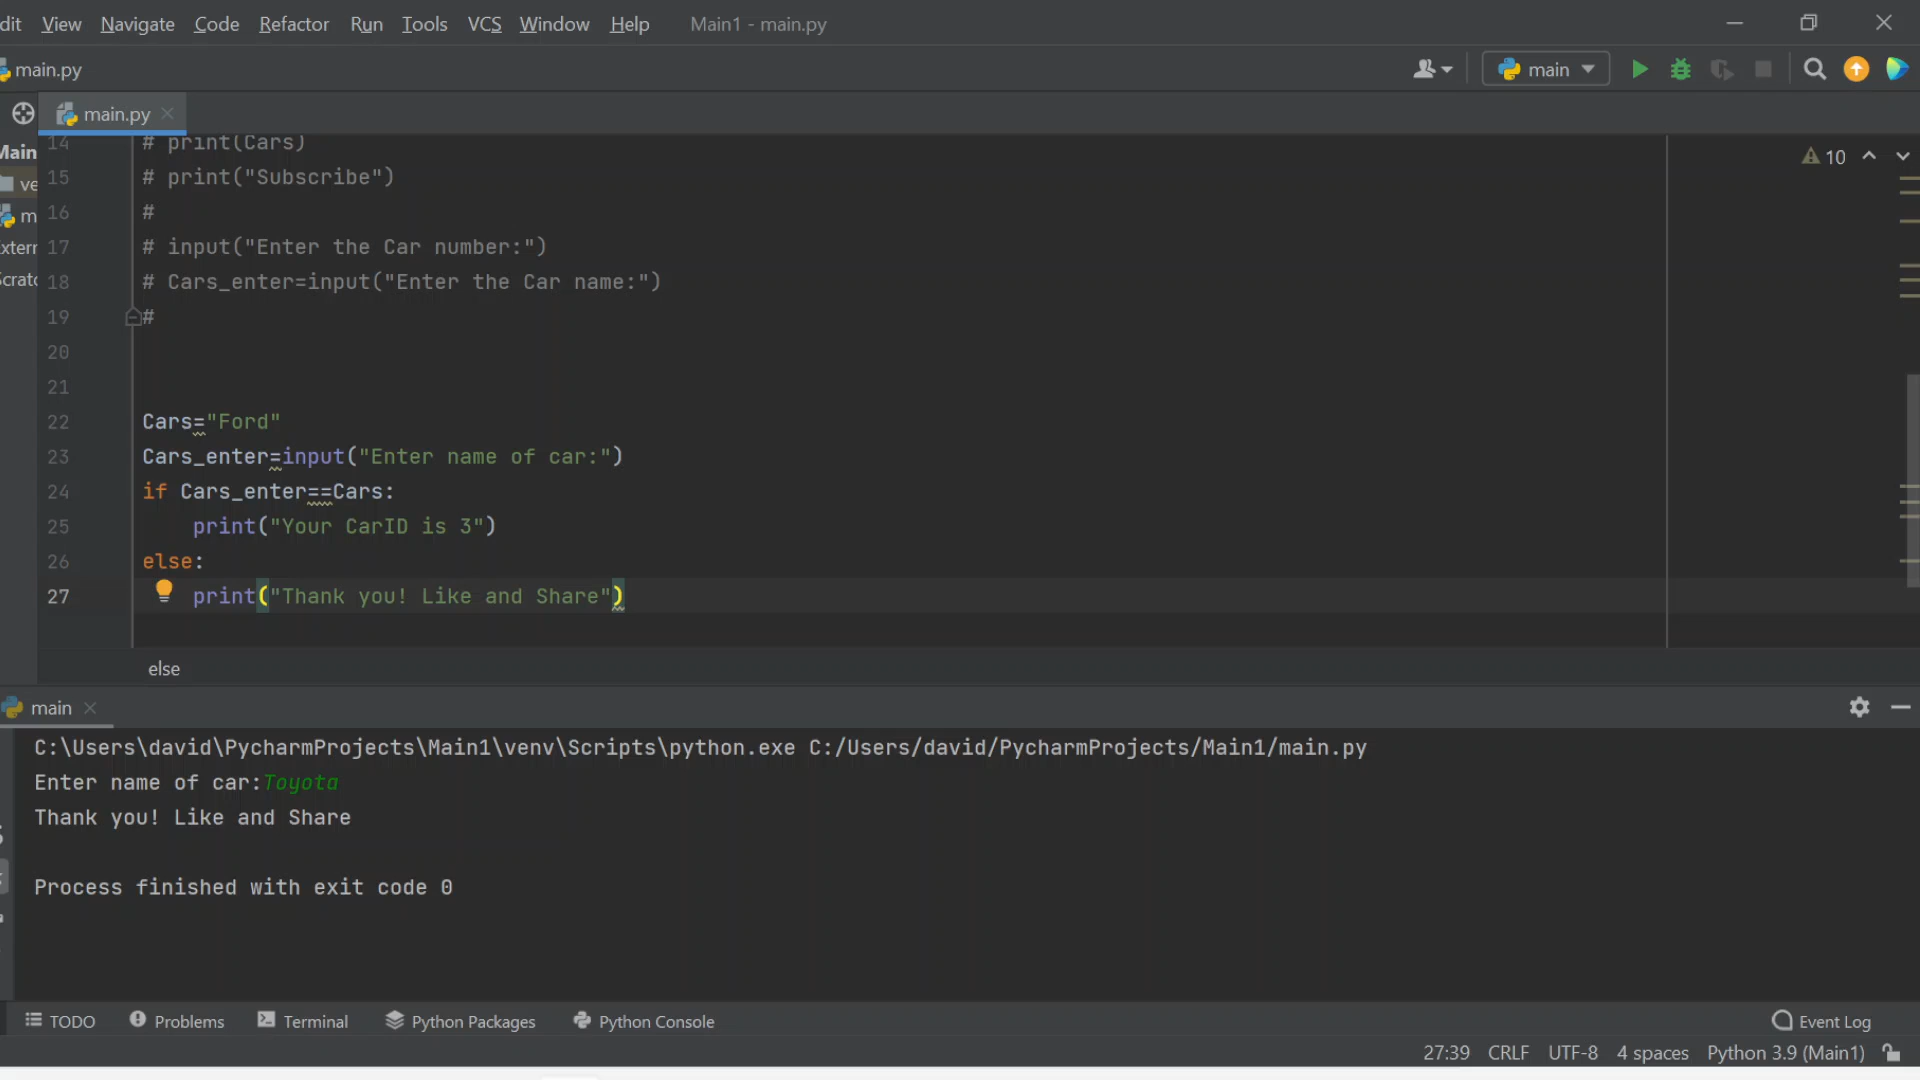 dit View Navigate Code Refactor Run Tools VCS Window Help Main1 - main.py
main.py main
main.py
Main
ve
m
Extern
Scratc
10
14 # print(Cars)
15 # print("Subscribe")
16 #
17 # input("Enter the Car number:")
18 # Cars_enter=input("Enter the Car name:")
19 #
20
21
22 Cars="Ford"
23 Cars_enter=input("Enter name of car:")
24 if Cars_enter==Cars:
25 print("Your CarID is 3")
26 else:
27 print("Thank you! Like and Share")
else
main
C:\Users\david\PycharmProjects\Main1\venv\Scripts\python.exe C:/Users/david/PycharmProjects/Main1/main.py
Enter name of car:Toyota
Thank you! Like and Share
Process finished with exit code 0
TODO Problems Terminal Python Packages Python Console Event Log
27:39 CRLF UTF-8 4 spaces Python 3.9 (Main1)